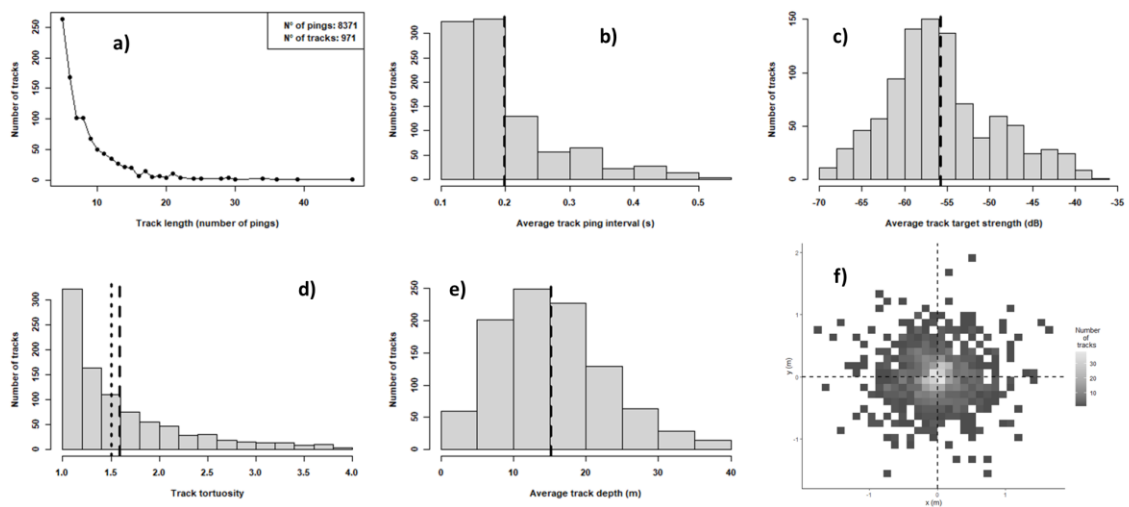 a)
N° of pings: 8371
N° of tracks: 971
Number of tracks
0 50 100 150 200 250
10 20 30 40
Track length (number of pings)
b)
Number of tracks
0 50 100 150 200 250 300
0.1 0.2 0.3 0.4 0.5
Average track ping interval (s)
c)
Number of tracks
0 50 100 150
-70 -65 -60 -55 -50 -45 -40 -35
Average track target strength (dB)
d)
Number of tracks
0 50 100 150 200 250 300
1.0 1.5 2.0 2.5 3.0 3.5 4.0
Track tortuosity
e)
Number of tracks
0 50 100 150 200 250
0 10 20 30 40
Average track depth (m)
f)
y (m)
2
1
0
-1
-1 0 1
x (m)
Number
of
tracks
30
20
10